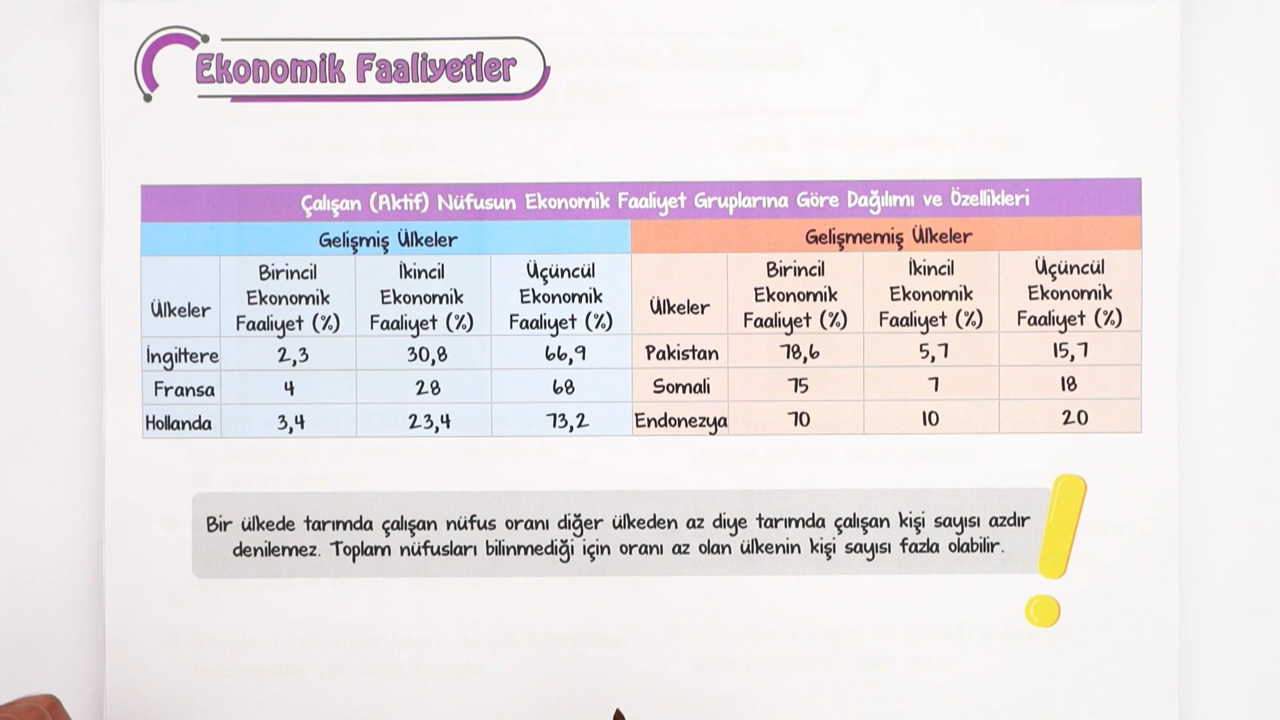 Ekonomik Faaliyetler
Çalışan (Aktif) Nüfusun Ekonomik Faaliyet Gruplarına Göre Dağılımı ve Özellikleri
Gelişmiş Ülkeler Gelişmemiş Ülkeler
Ülkeler Birincil Ekonomik Faaliyet (%) İkincil Ekonomik Faaliyet (%) Üçüncül Ekonomik Faaliyet (%) Ülkeler Birincil Ekonomik Faaliyet (%) İkincil Ekonomik Faaliyet (%) Üçüncül Ekonomik Faaliyet (%)
İngiltere 2,3 30,8 66,9 Pakistan 78,6 5,7 15,7
Fransa 4 28 68 Somali 75 7 18
Hollanda 3,4 23,4 73,2 Endonezya 70 10 20
Bir ülkede tarımda çalışan nüfus oranı diğer ülkeden az diye tarımda çalışan kişi sayısı azdır
denilemez. Toplam nüfusları bilinmediği için oranı az olan ülkenin kişi sayısı fazla olabilir.